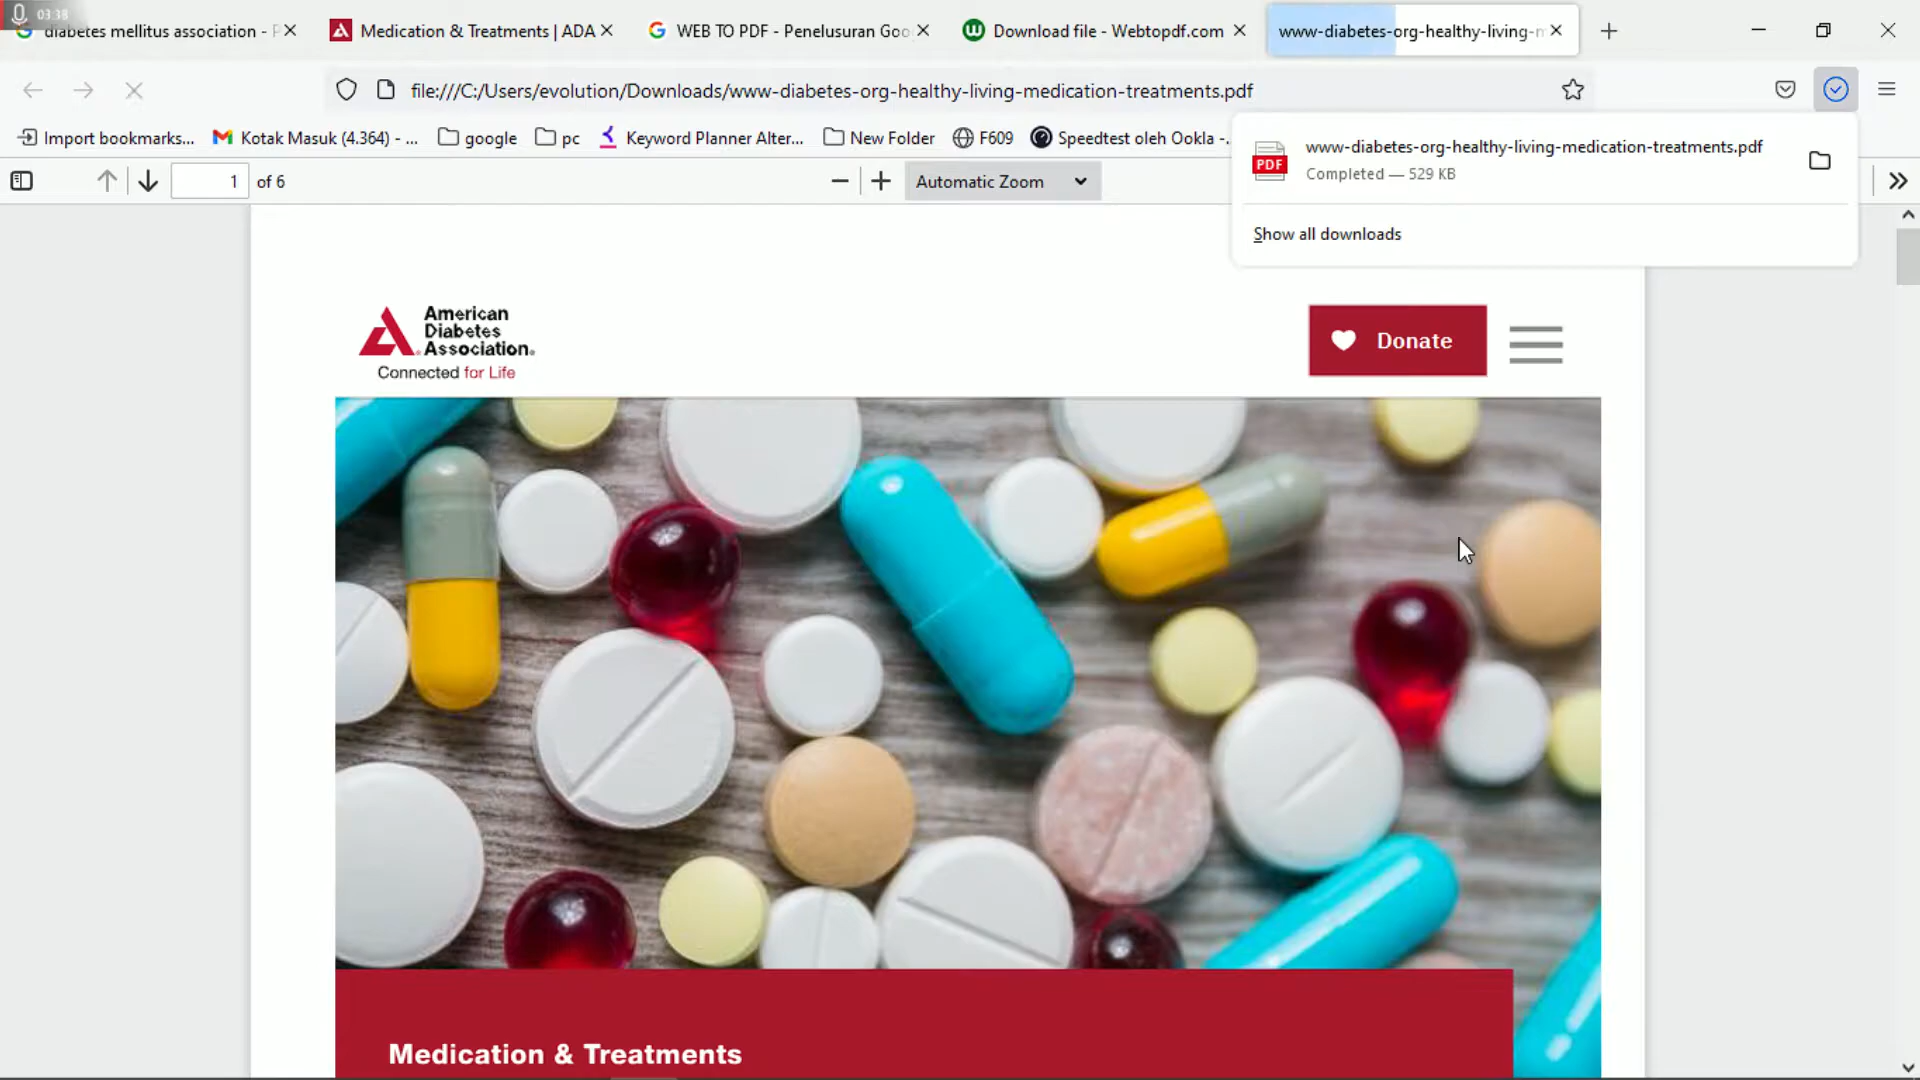 03:38
diabetes mellitus association - P
Medication & Treatments | ADA
WEB TO PDF - Penelusuran Goo
Download file - Webtopdf.com
www-diabetes-org-healthy-living-m
file:///C:/Users/evolution/Downloads/www-diabetes-org-healthy-living-medication-treatments.pdf
Import bookmarks...
Kotak Masuk (4.364) - ...
google
pc
Keyword Planner Alter...
New Folder
F609
Speedtest oleh Ookla -
PDF
www-diabetes-org-healthy-living-medication-treatments.pdf
Completed — 529 KB
Show all downloads
1 of 6
Automatic Zoom
American
Diabetes
Association®
Connected for Life
Donate
Medication & Treatments